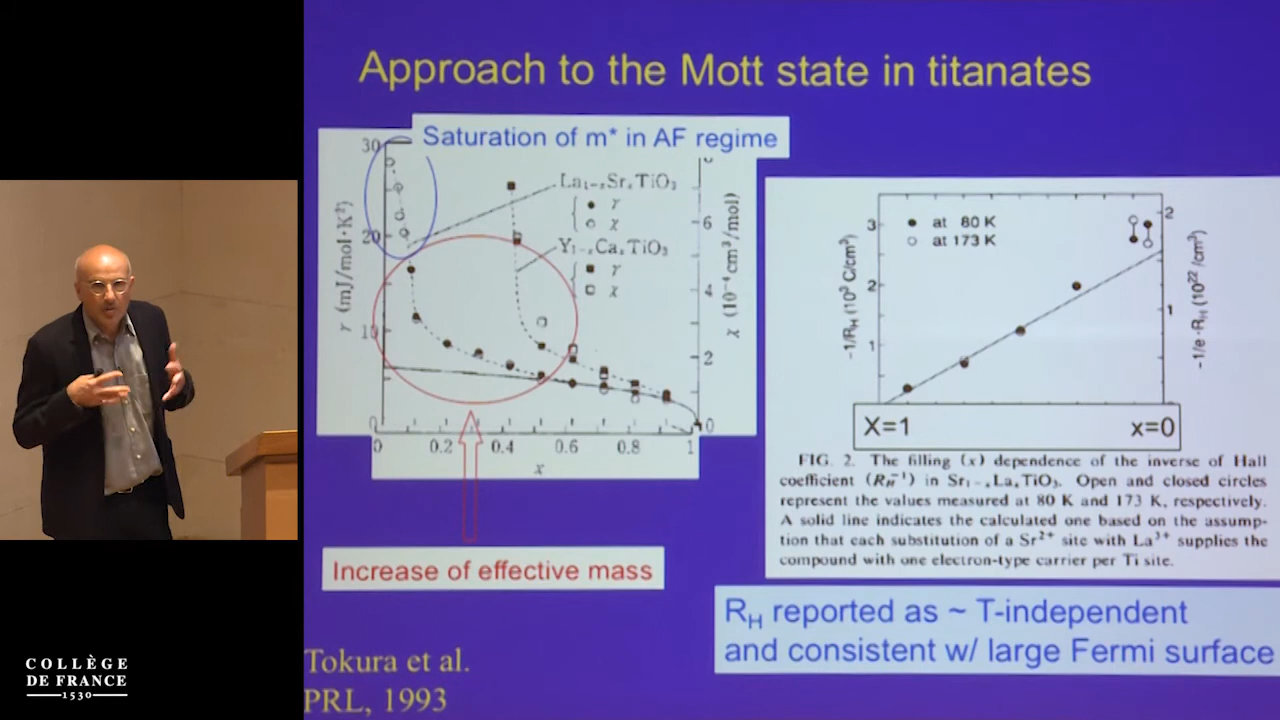 Approach to the Mott state in titanates
Saturation of m* in AF regime
30
20
10
0
γ (mJ/mol·K²)
La₁₋ₓSrₓTiO₃
● γ
○ χ
Y₁₋ₓCaₓTiO₃
■ γ
□ χ
6
4
2
0
χ (10⁻⁴cm³/mol)
0 0.2 0.4 0.6 0.8 1
x
Increase of effective mass
Tokura et al.
PRL, 1993
● at 80 K
○ at 173 K
3
2
1
-1/R_H (10³ C/cm³)
2
1
-1/e·R_H (10²²/cm³)
X=1 x=0
FIG. 2. The filling (x) dependence of the inverse of Hall
coefficient (R_H⁻¹) in Sr₁₋ₓLaₓTiO₃. Open and closed circles
represent the values measured at 80 K and 173 K, respectively.
A solid line indicates the calculated one based on the assump-
tion that each substitution of a Sr²⁺ site with La³⁺ supplies the
compound with one electron-type carrier per Ti site.
R_H reported as ~ T-independent
and consistent w/ large Fermi surface
COLLÈGE
DE FRANCE
1530